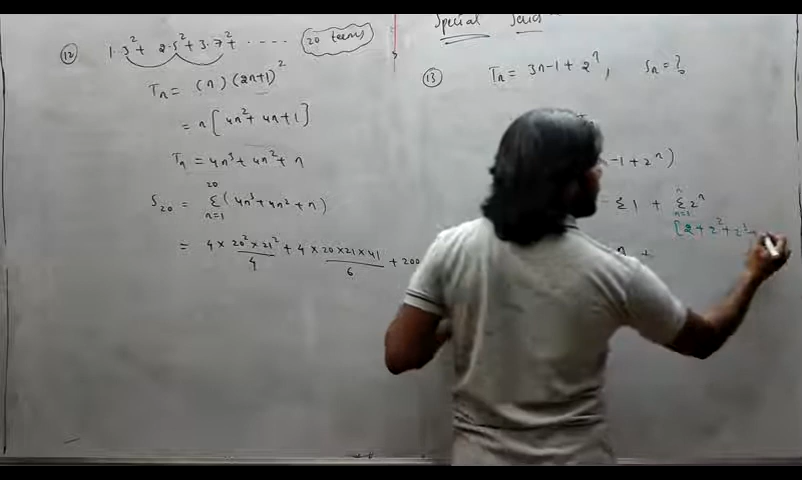 Special Series
⑫ 1·3² + 2·5² + 3·7² + ----- 20 terms
Tₙ = (n) (2n+1)²
= n [4n² + 4n + 1]
Tₙ = 4n³ + 4n² + n
S₂₀ = 20 Σ n=1 (4n³ + 4n² + n)
= 4 × 20² × 21² / 4 + 4 × 20×21×41 / 6 + 200
⑬ Tₙ = 3n-1 + 2ⁿ, Sₙ = ?
-1 + 2ⁿ)
= Σ 1 + n Σ n=1 2ⁿ
[2 + 2² + 2³ +
n +